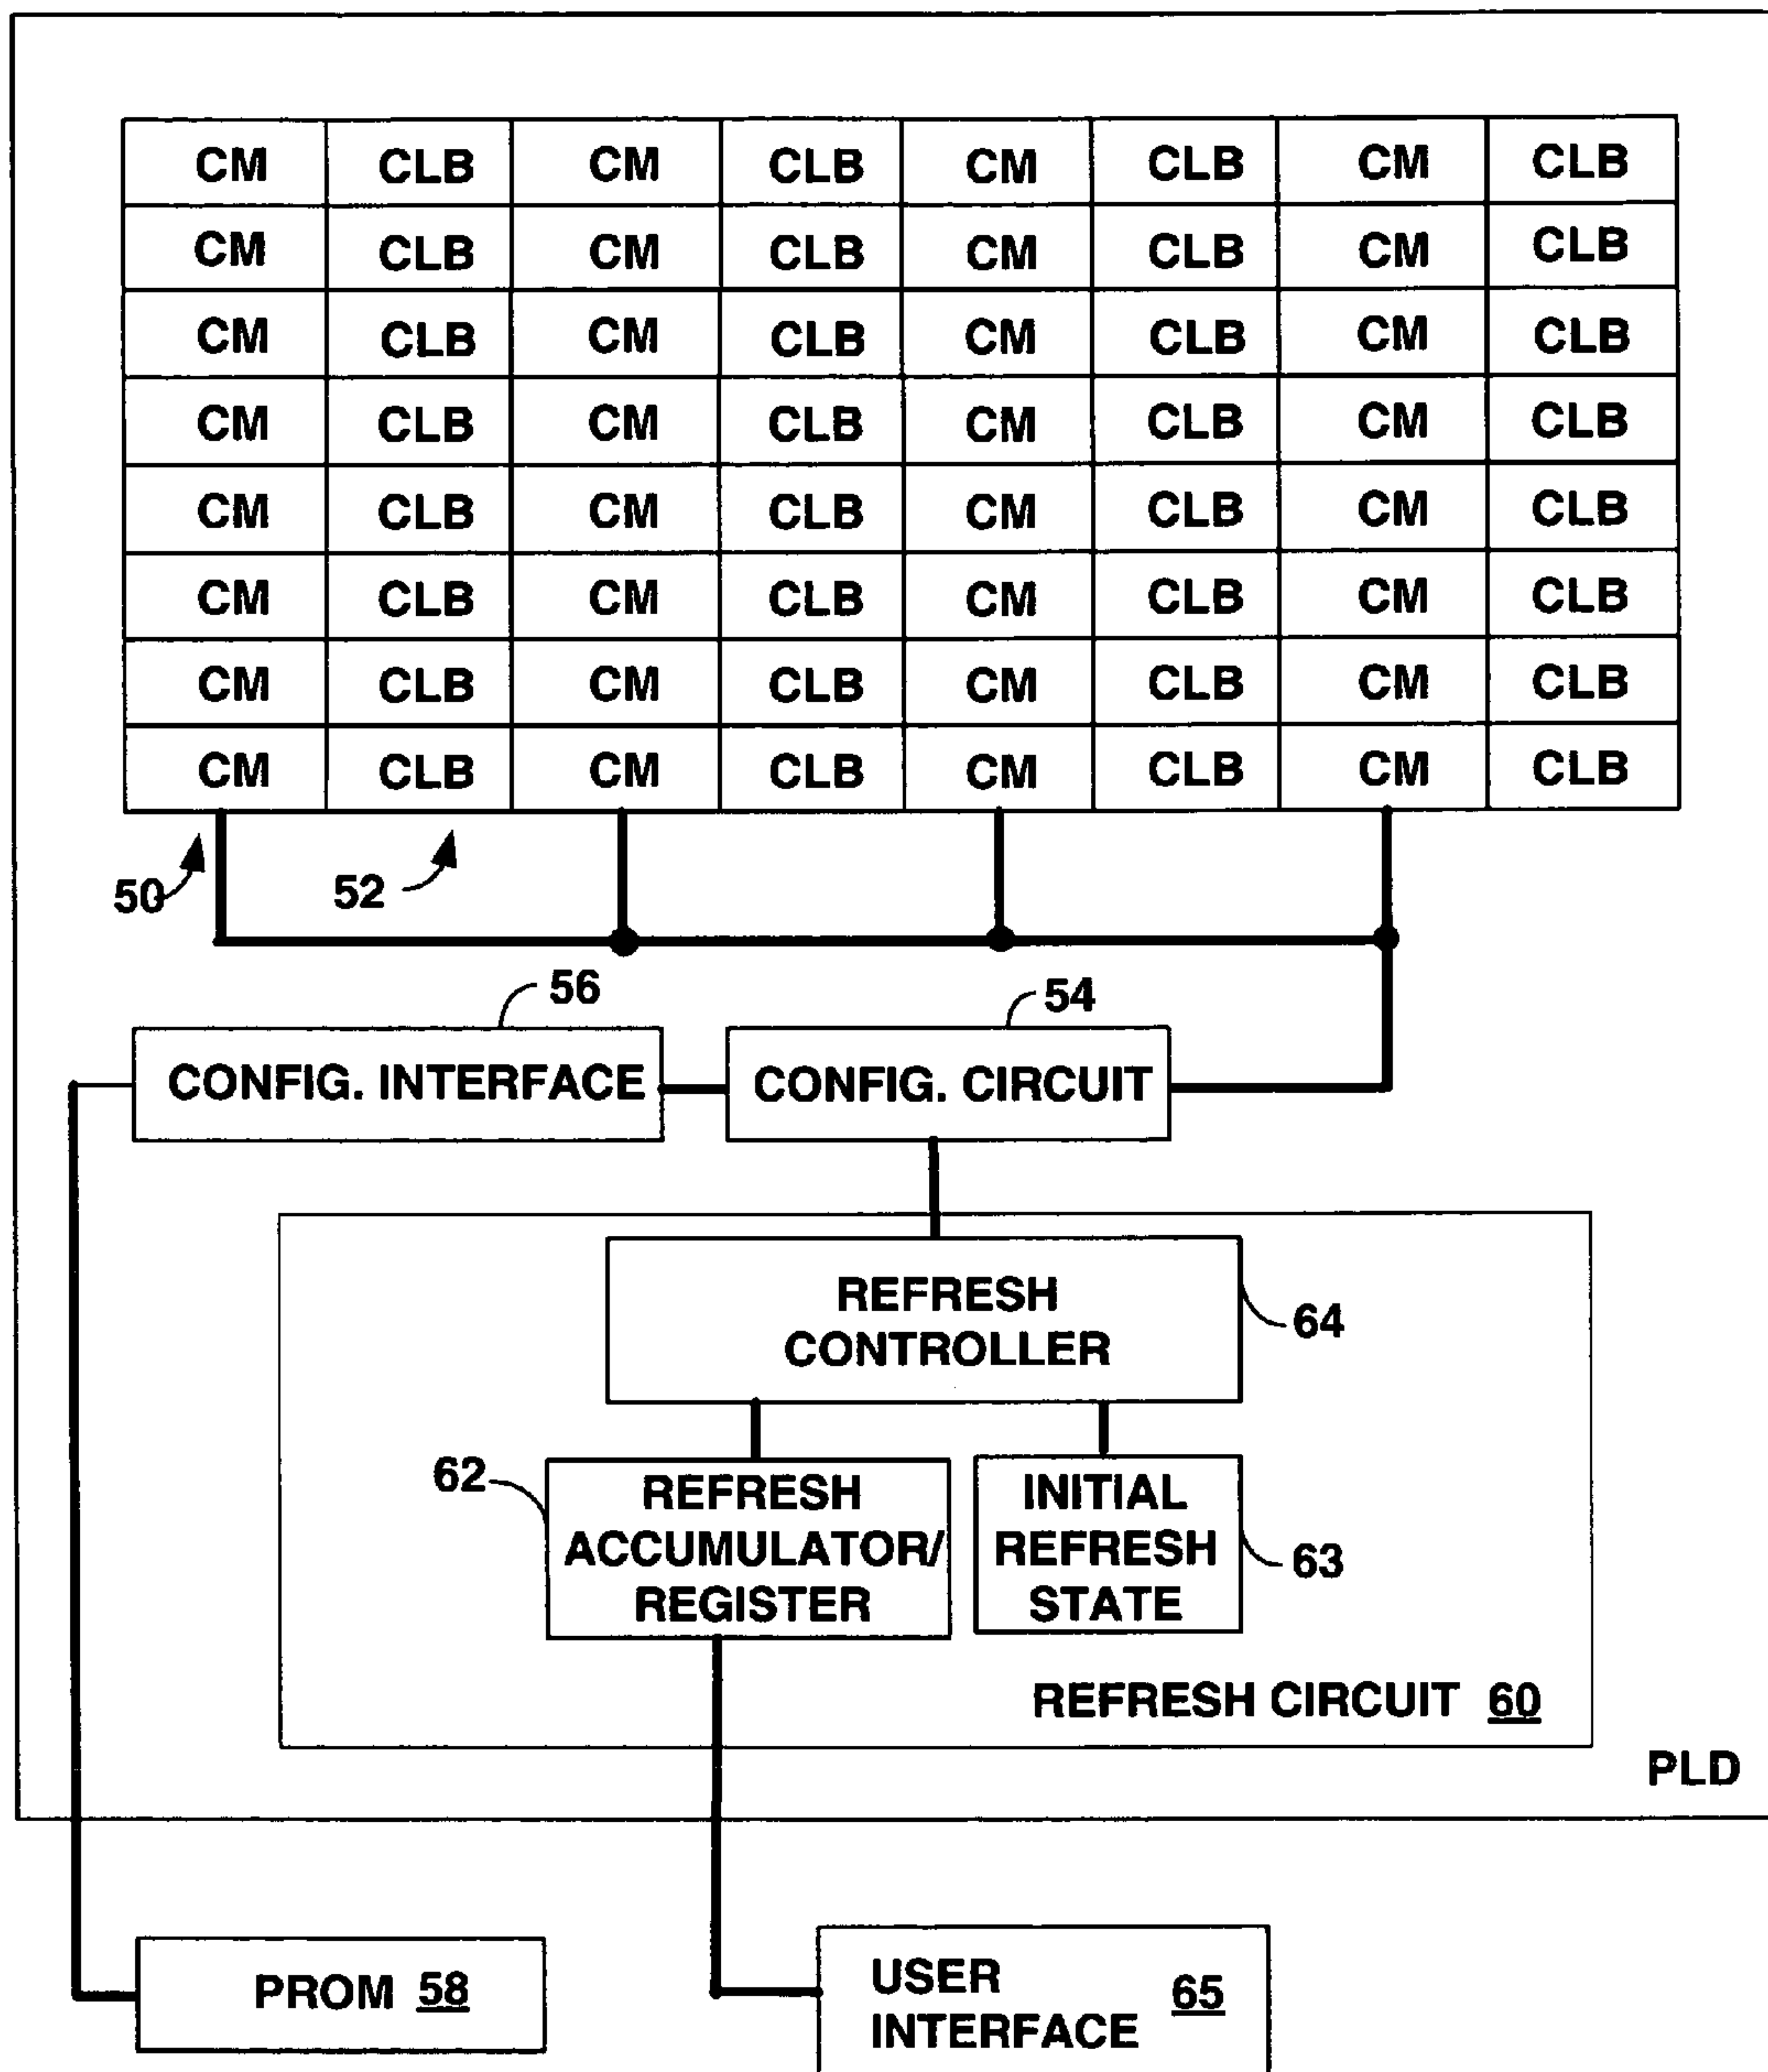 CM CLB CM CLB CM CLB CM CLB
CM CLB CM CLB CM CLB CM CLB
CM CLB CM CLB CM CLB CM CLB
CM CLB CM CLB CM CLB CM CLB
CM CLB CM CLB CM CLB CM CLB
CM CLB CM CLB CM CLB CM CLB
CM CLB CM CLB CM CLB CM CLB
CM CLB CM CLB CM CLB CM CLB
50 52
56 54
CONFIG. INTERFACE CONFIG. CIRCUIT
REFRESH
CONTROLLER
64
62
REFRESH
ACCUMULATOR/
REGISTER
INITIAL
REFRESH
STATE
63
REFRESH CIRCUIT 60
PLD
PROM 58
USER
INTERFACE
65